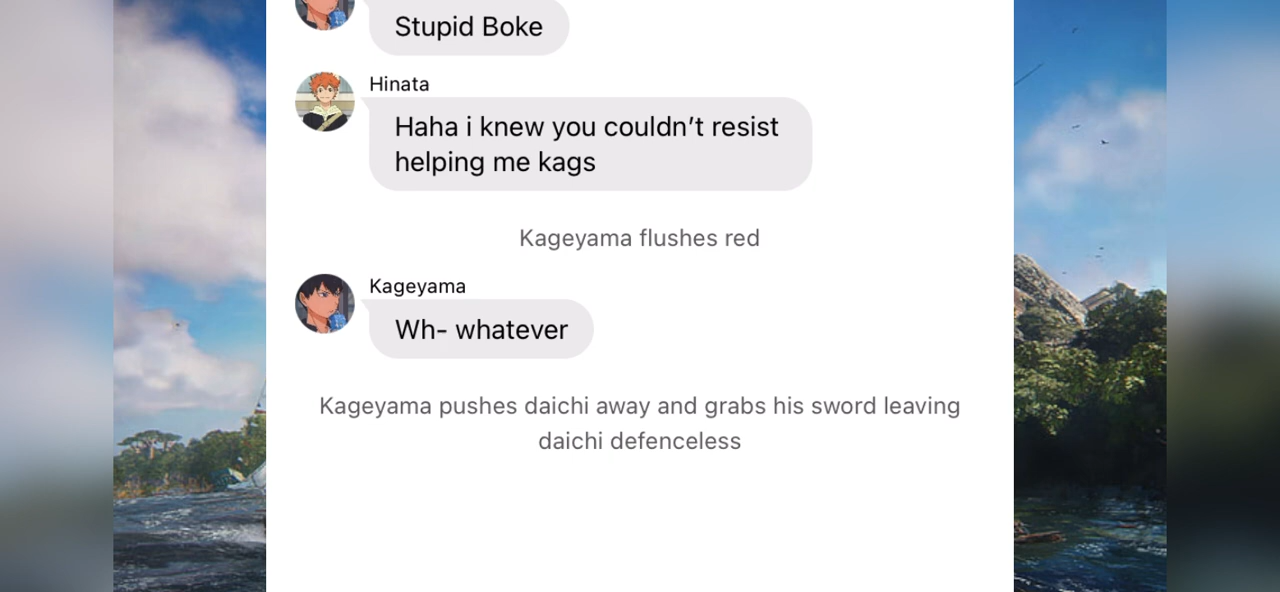 Stupid Boke
Hinata
Haha i knew you couldn’t resist
helping me kags
Kageyama flushes red
Kageyama
Wh- whatever
Kageyama pushes daichi away and grabs his sword leaving
daichi defenceless